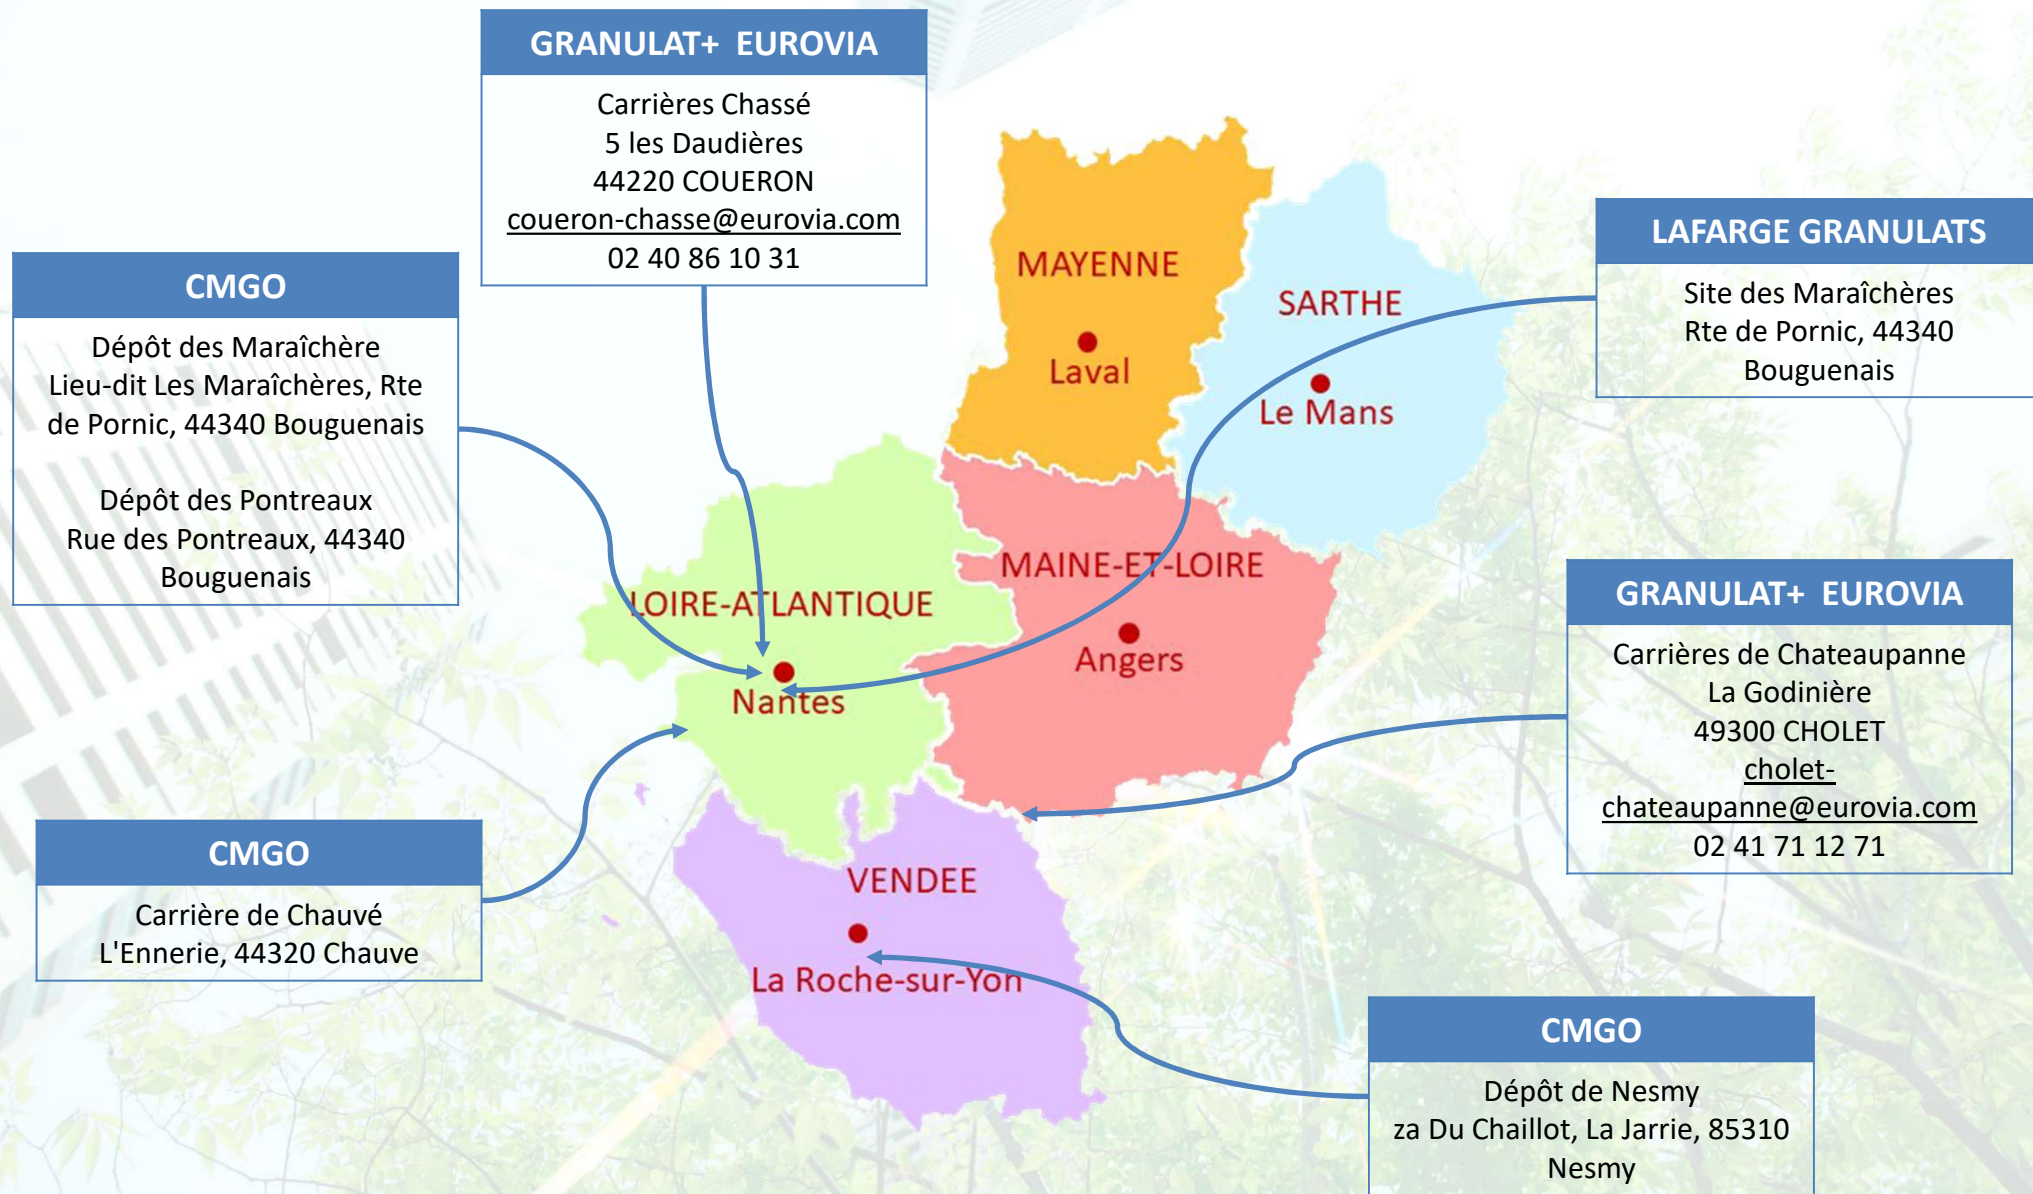 GRANULAT+ EUROVIA
Carrières Chassé
5 les Daudières
44220 COUERON
coueron-chasse@eurovia.com
02 40 86 10 31
CMGO
Dépôt des Maraîchère
Lieu-dit Les Maraîchères, Rte
de Pornic, 44340 Bouguenais
Dépôt des Pontreaux
Rue des Pontreaux, 44340
Bouguenais
LAFARGE GRANULATS
Site des Maraîchères
Rte de Pornic, 44340
Bouguenais
MAYENNE
Laval
SARTHE
Le Mans
LOIRE-ATLANTIQUE
Nantes
MAINE-ET-LOIRE
Angers
VENDEE
La Roche-sur-Yon
GRANULAT+ EUROVIA
Carrières de Chateaupanne
La Godinière
49300 CHOLET
cholet-
chateaupanne@eurovia.com
02 41 71 12 71
CMGO
Carrière de Chauvé
L'Ennerie, 44320 Chauve
CMGO
Dépôt de Nesmy
za Du Chaillot, La Jarrie, 85310
Nesmy